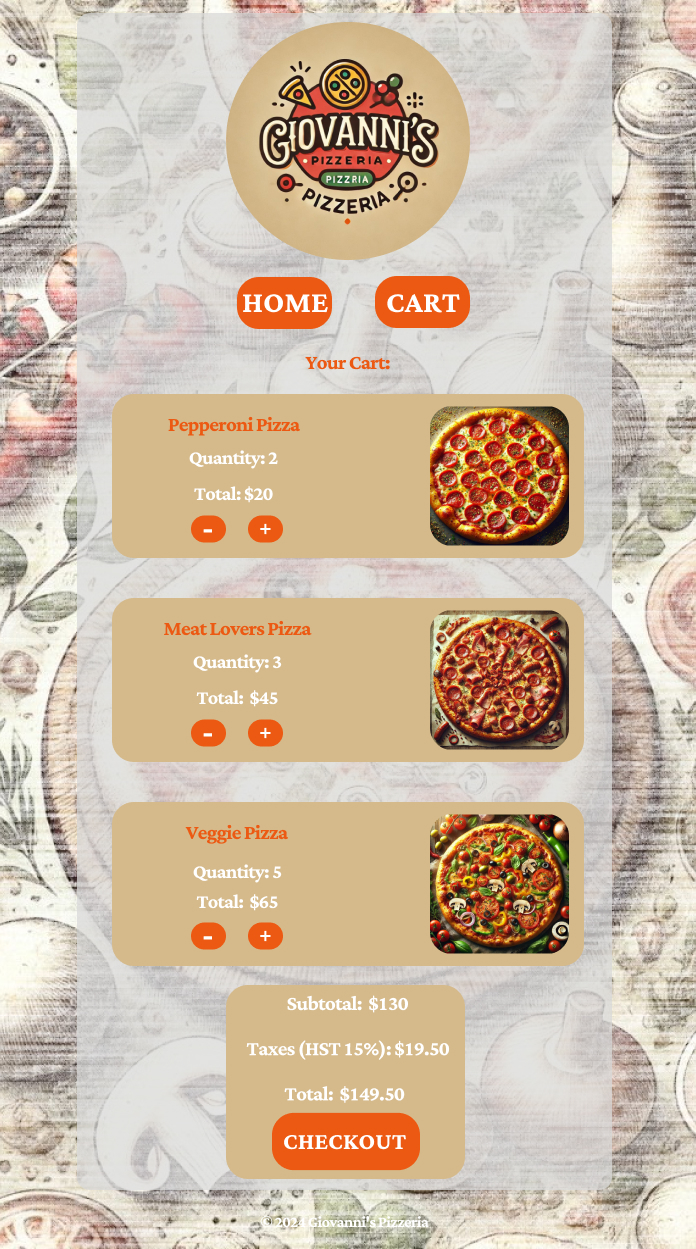 GIOVANNI'S
PIZZERIA
PIZZRIA
PIZZERIA
HOME
CART
Your Cart:
Pepperoni Pizza
Quantity: 2
Total: $20
- +
Meat Lovers Pizza
Quantity: 3
Total: $45
- +
Veggie Pizza
Quantity: 5
Total: $65
- +
Subtotal: $130
Taxes (HST 15%): $19.50
Total: $149.50
CHECKOUT
© 2024 Giovanni's Pizzeria